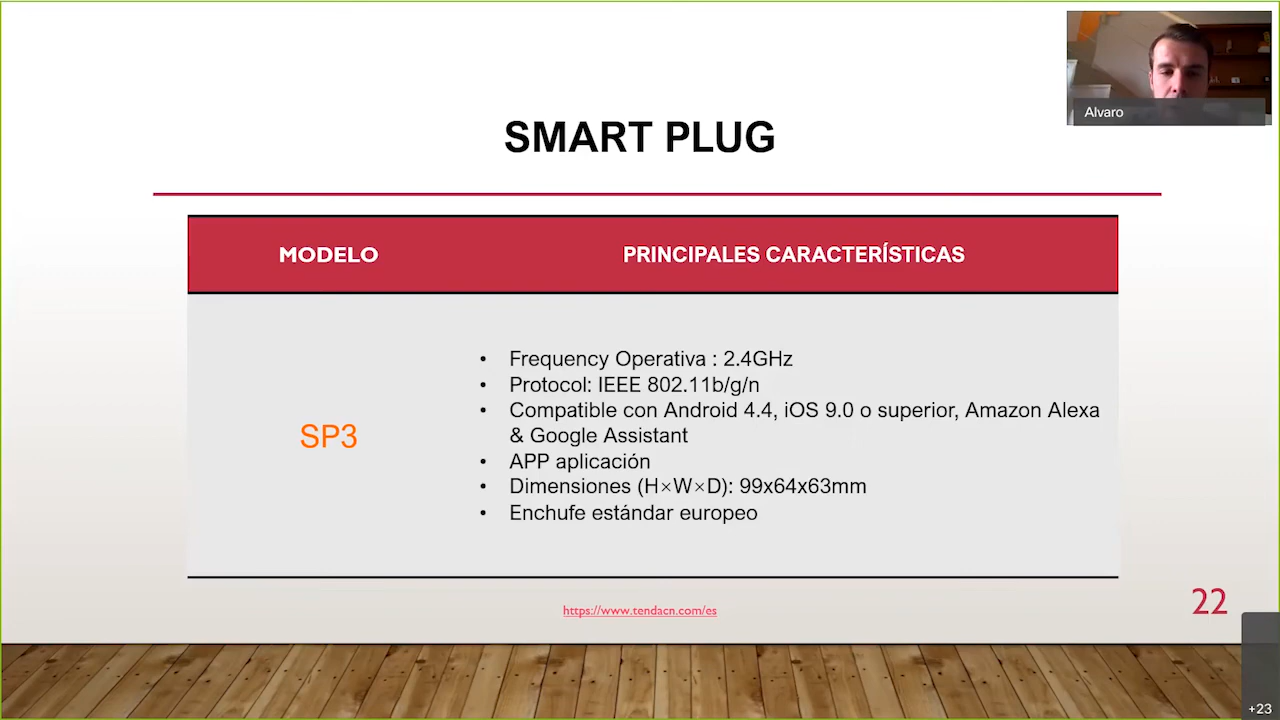 Alvaro
SMART PLUG
MODELO
PRINCIPALES CARACTERÍSTICAS
SP3
• Frequency Operativa : 2.4GHz
• Protocol: IEEE 802.11b/g/n
• Compatible con Android 4.4, iOS 9.0 o superior, Amazon Alexa
& Google Assistant
• APP aplicación
• Dimensiones (H×W×D): 99x64x63mm
• Enchufe estándar europeo
https://www.tendacn.com/es
22
+23